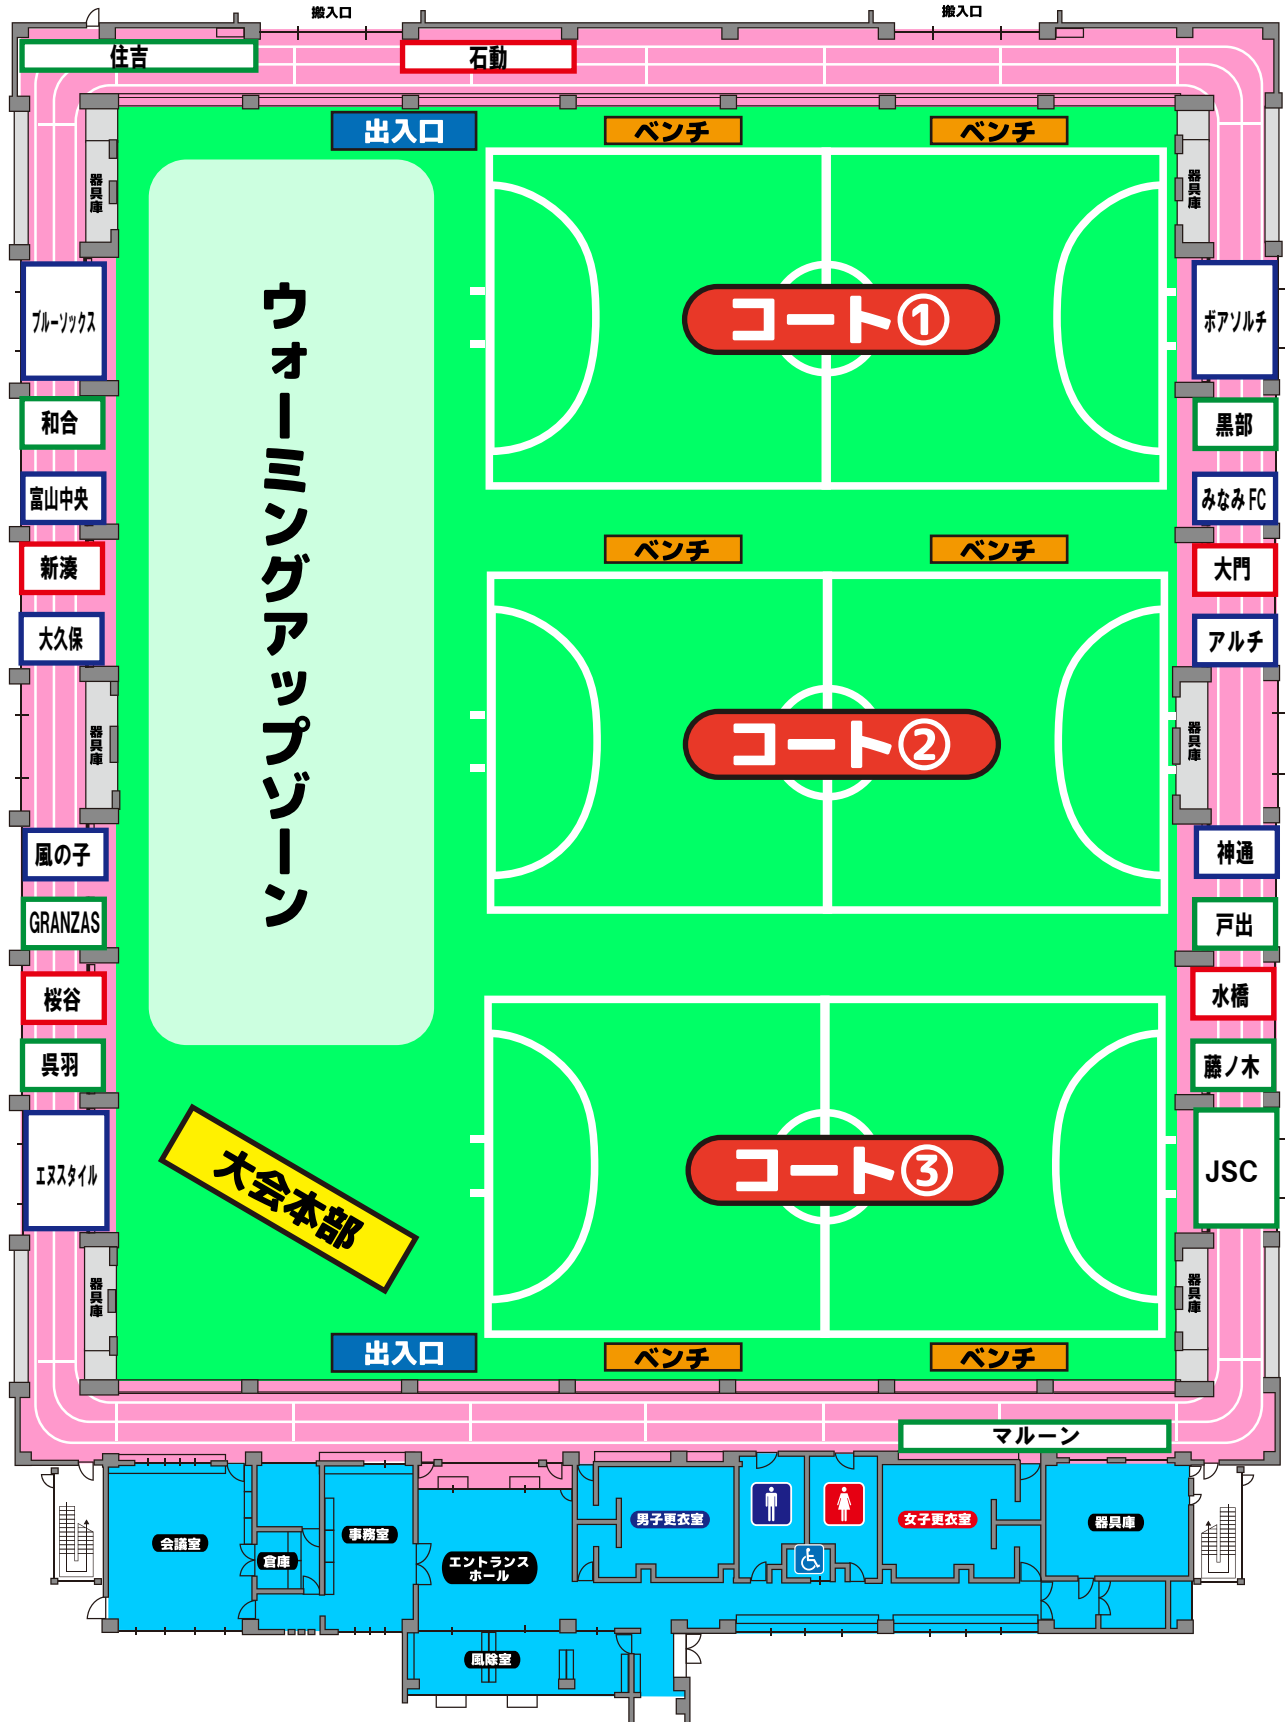 搬入口
搬入口
住吉
石動
出入口
ベンチ
ベンチ
器具庫
器具庫
ブルーソックス
ボアソルチ
コート①
ウォーミングアップゾーン
和合
黒部
富山中央
みなみFC
ベンチ
ベンチ
新湊
大門
大久保
アルチ
器具庫
器具庫
コート②
風の子
神通
GRANZAS
戸出
桜谷
水橋
呉羽
藤ノ木
エヌスタイル
JSC
コート③
大会本部
器具庫
器具庫
出入口
ベンチ
ベンチ
マルーン
会議室
倉庫
事務室
エントランス
ホール
男子更衣室
女子更衣室
器具庫
風除室